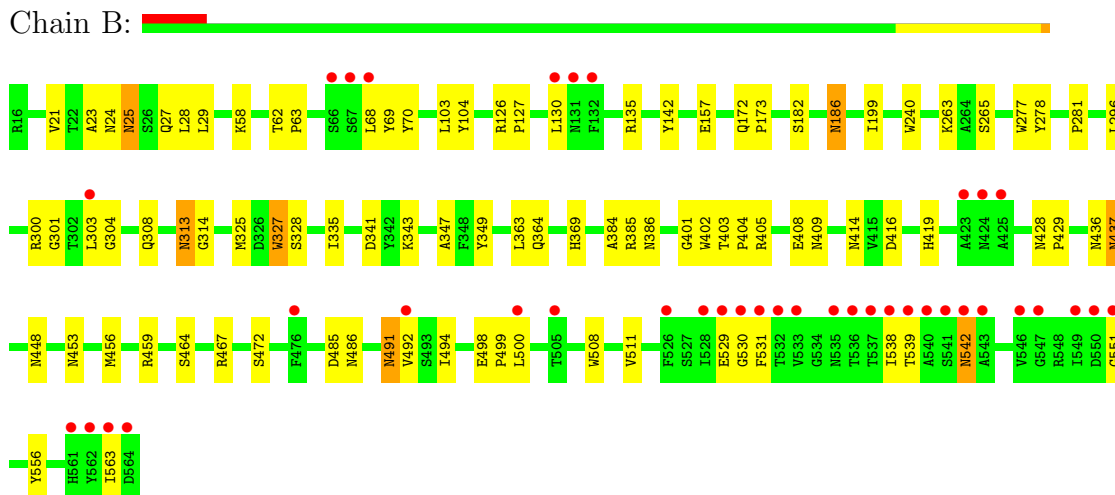 Chain B:
R16 V21 T22 A23 N24 N25 S26 Q27 L28 L29 K58 T62 P63 S66 S67 L68 Y69 Y70 L103 Y104 R126 P127 L130 N131 F132 R135 Y142 E157 Q172 P173 S182 N186 I199 W240 K263 A264 S265 W277 Y278 P281
R300 G301 T302 L303 G304 Q308 N313 G314 M325 D326 W327 S328 I335 D341 Y342 K343 A347 F348 Y349 L363 Q364 H369 A384 R385 N386 G401 W402 T403 P404 R405 E408 N409 N414 V415 D416 H419 A423 N424 A425 N428 P429 N436 N437
N448 N453 M456 R459 S464 R467 S472 F476 D485 N486 N491 V492 S493 I494 E498 P499 L500 T505 W508 V511 F526 S527 I528 E529 G530 F531 T532 V533 G534 N535 T536 T537 I538 T539 A540 S541 N542 A543 V546 G547 R548 I549 D550 G551
Y556 H561 Y562 I563 D564